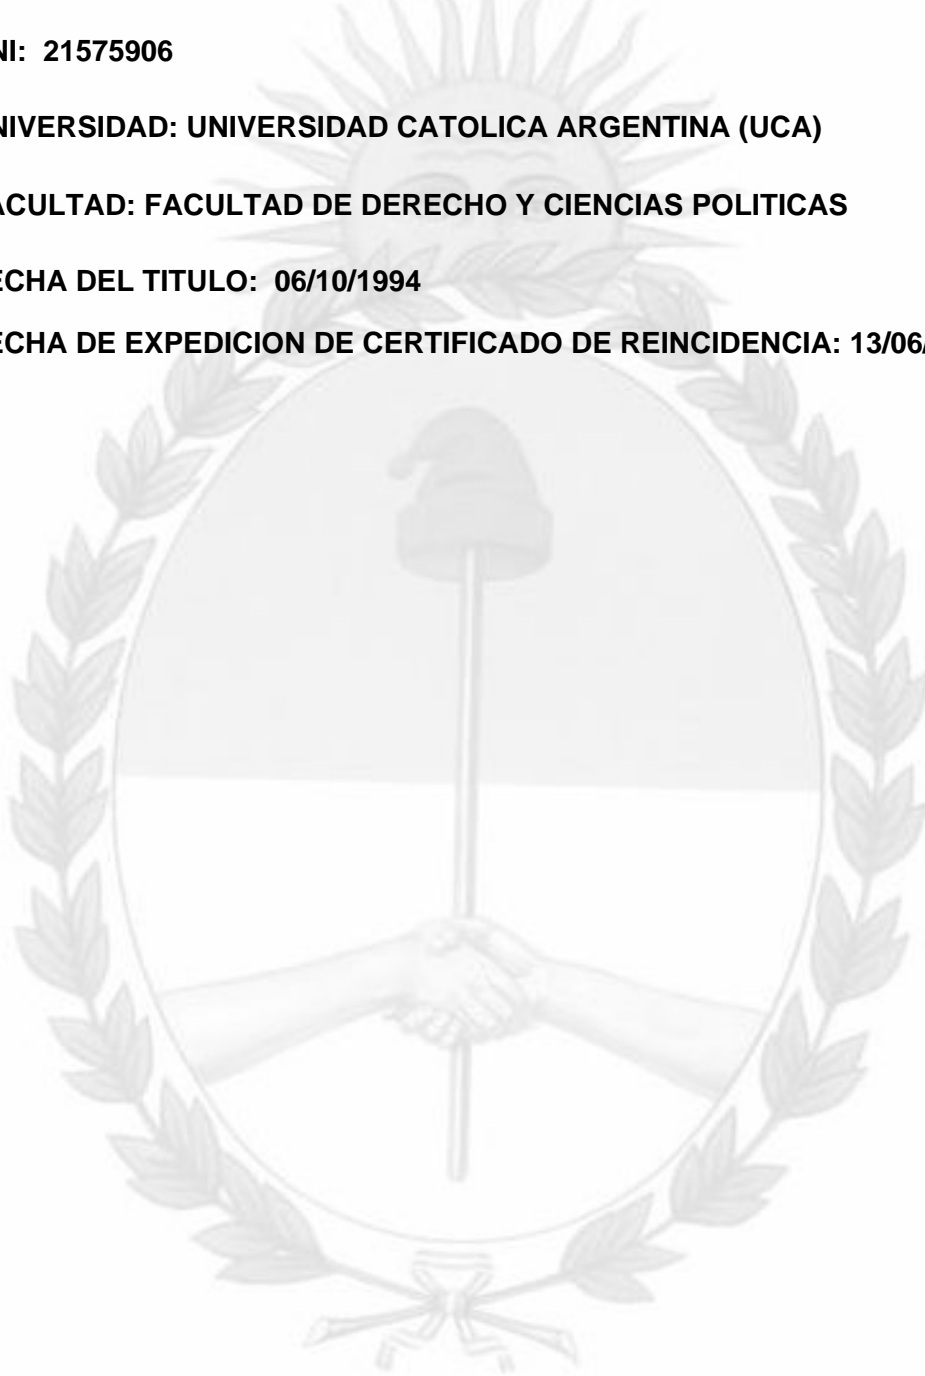 NI: 21575906
NIVERSIDAD: UNIVERSIDAD CATOLICA ARGENTINA (UCA)
ACULTAD: FACULTAD DE DERECHO Y CIENCIAS POLITICAS
ECHA DEL TITULO: 06/10/1994
ECHA DE EXPEDICION DE CERTIFICADO DE REINCIDENCIA: 13/06/